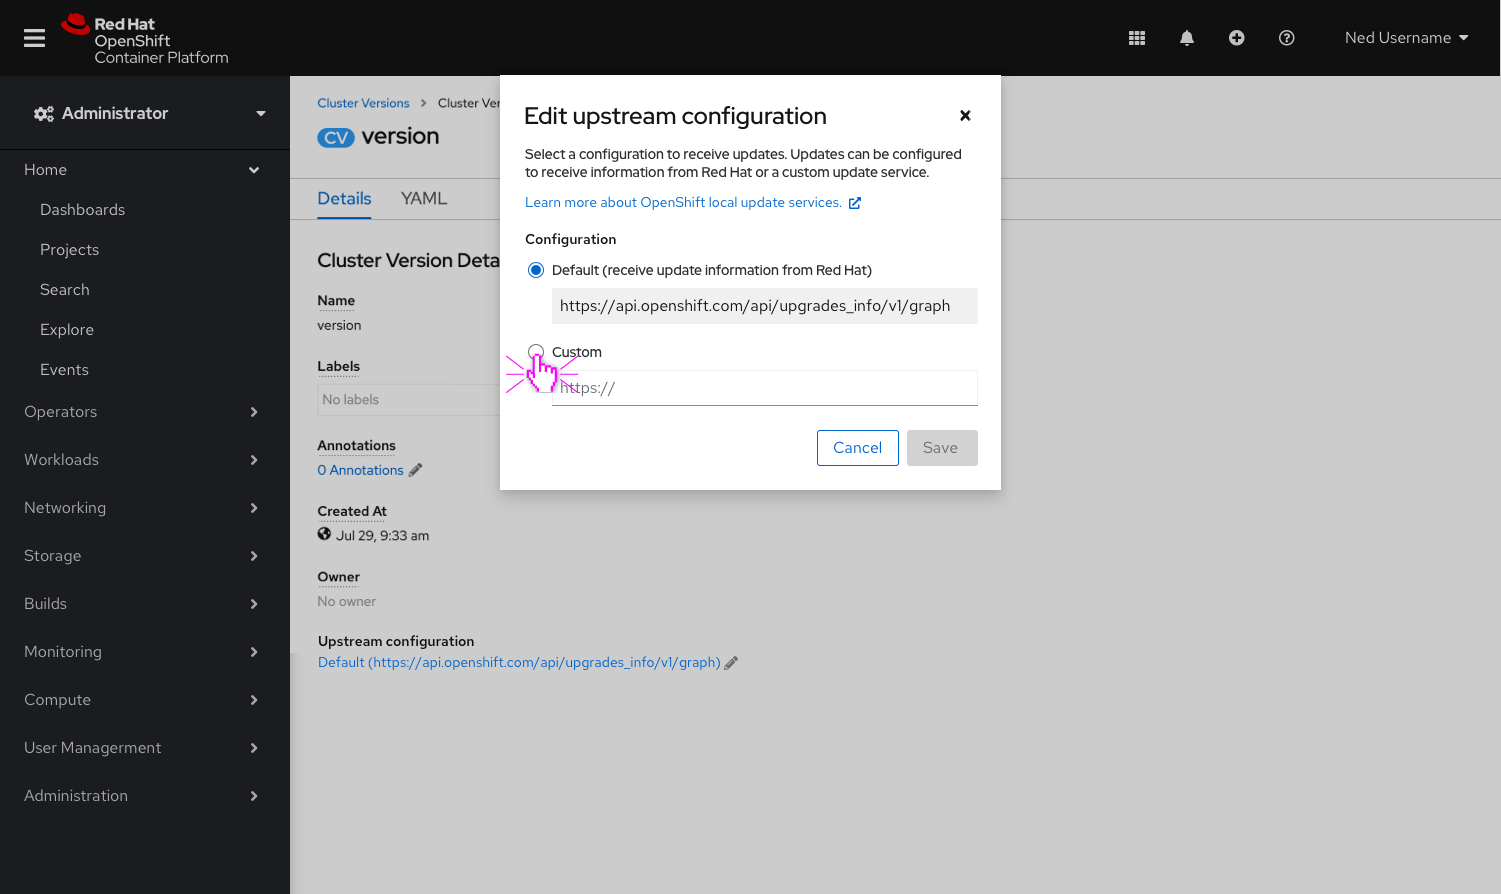 Red Hat
OpenShift
Container Platform
Ned Username
Administrator
Home
Dashboards
Projects
Search
Explore
Events
Operators
Workloads
Networking
Storage
Builds
Monitoring
Compute
User Managerment
Administration
Cluster Versions > Cluster Ver
CV version
Details YAML
Cluster Version Deta
Name
version
Labels
No labels
Annotations
0 Annotations
Created At
Jul 29, 9:33 am
Owner
No owner
Upstream configuration
Default (https://api.openshift.com/api/upgrades_info/v1/graph)
Edit upstream configuration
Select a configuration to receive updates. Updates can be configured
to receive information from Red Hat or a custom update service.
Learn more about OpenShift local update services.
Configuration
Default (receive update information from Red Hat)
https://api.openshift.com/api/upgrades_info/v1/graph
Custom
https://
Cancel Save